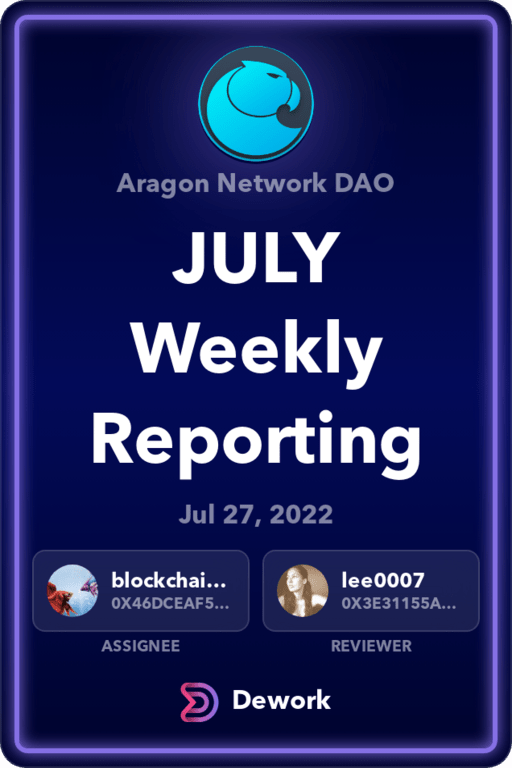 Aragon Network DAO
JULY
Weekly
Reporting
Jul 27, 2022
blockchai...
0X46DCEAF5...
ASSIGNEE
lee0007
0X3E31155A...
REVIEWER
Dework